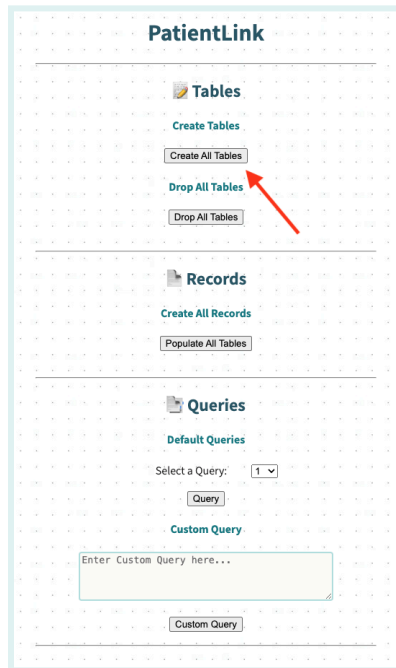 PatientLink
Tables
Create Tables
Create All Tables
Drop All Tables
Drop All Tables
Records
Create All Records
Populate All Tables
Queries
Default Queries
Select a Query: 1
Query
Custom Query
Enter Custom Query here...
Custom Query